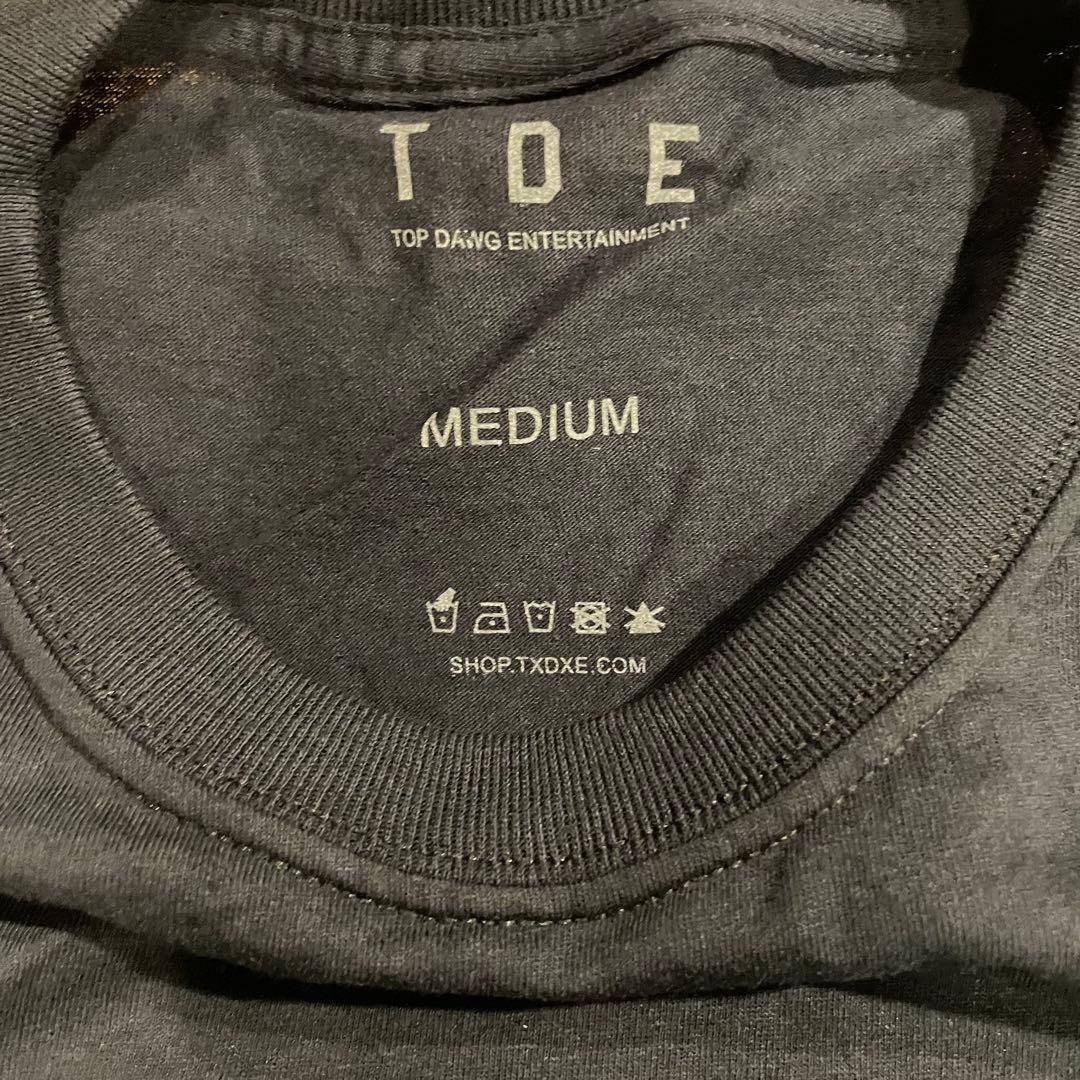 T D E
TOP DAWG ENTERTAINMENT
MEDIUM
SHOP.TXDXE.COM